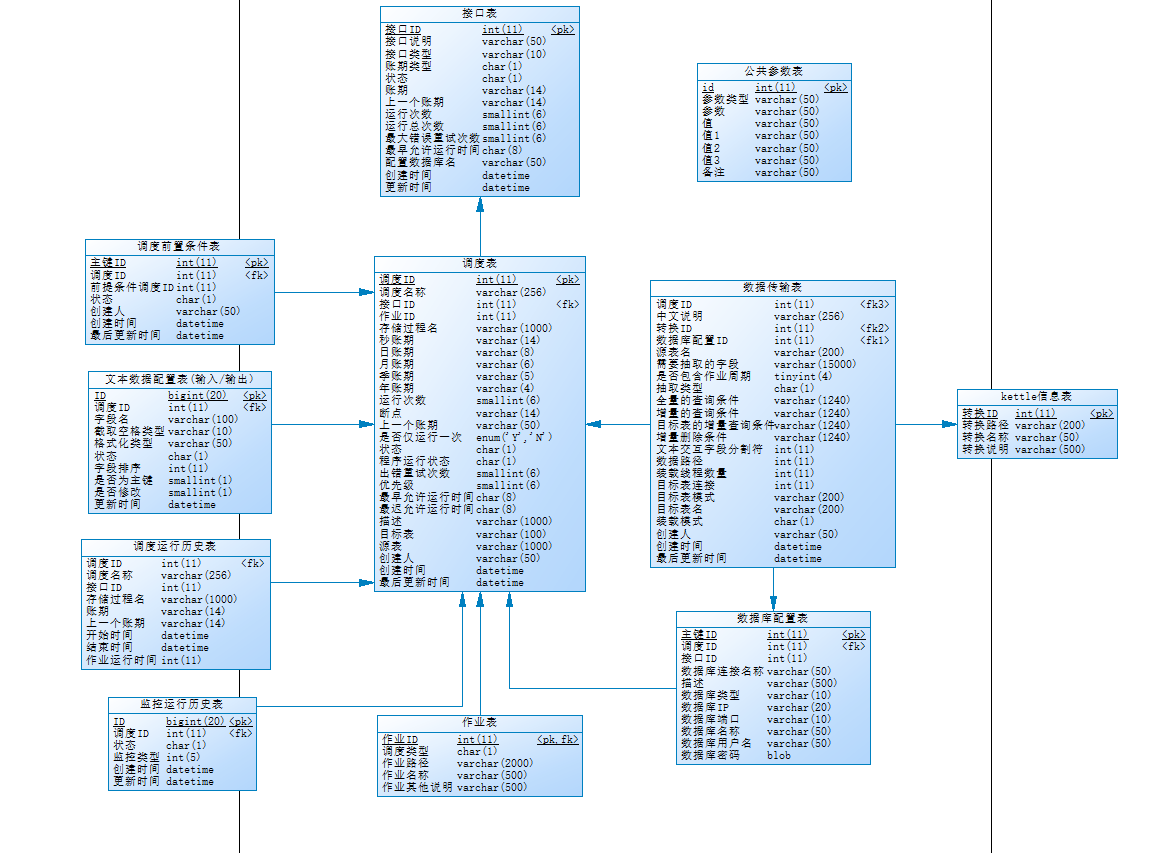 接口表
接口ID int(11) <pk>
接口说明 varchar(50)
接口类型 varchar(10)
账期类型 char(1)
状态 char(1)
账期 varchar(14)
上一个账期 varchar(14)
运行次数 smallint(6)
运行总次数 smallint(6)
最大错误重试次数 smallint(6)
最早允许运行时间 char(8)
配置数据库名 varchar(50)
创建时间 datetime
更新时间 datetime
公共参数表
id int(11) <pk>
参数类型 varchar(50)
参数 varchar(50)
值 varchar(50)
值1 varchar(50)
值2 varchar(50)
值3 varchar(50)
备注 varchar(50)
调度前置条件表
主键ID int(11) <pk>
调度ID int(11) <fk>
前提条件调度ID int(11)
状态 char(1)
创建人 varchar(50)
创建时间 datetime
最后更新时间 datetime
文本数据配置表(输入/输出)
ID bigint(20) <pk>
调度ID int(11) <fk>
字段名 varchar(100)
截取空格类型 varchar(10)
格式化类型 varchar(50)
状态 char(1)
字段排序 int(11)
是否为主键 smallint(1)
是否修改 smallint(1)
更新时间 datetime
调度运行历史表
调度ID int(11) <fk>
调度名称 varchar(256)
接口ID int(11)
存储过程名 varchar(1000)
账期 varchar(14)
上一个账期 varchar(14)
开始时间 datetime
结束时间 datetime
作业运行时间 int(11)
监控运行历史表
ID bigint(20) <pk>
调度ID int(11) <fk>
状态 char(1)
监控类型 int(5)
创建时间 datetime
更新时间 datetime
调度表
调度ID int(11) <pk>
调度名称 varchar(256)
接口ID int(11) <fk>
作业ID int(11)
存储过程名 varchar(1000)
秒账期 varchar(14)
日账期 varchar(8)
月账期 varchar(6)
季账期 varchar(5)
年账期 varchar(4)
运行次数 smallint(6)
断点 varchar(14)
上一个账期 varchar(50)
是否仅运行一次 enum('Y','N')
状态 char(1)
程序运行状态 char(1)
出错重试次数 smallint(6)
优先级 smallint(6)
最早允许运行时间 char(8)
最迟允许运行时间 char(8)
描述 varchar(1000)
目标表 varchar(100)
源表 varchar(1000)
创建人 varchar(50)
创建时间 datetime
最后更新时间 datetime
作业表
作业ID int(11) <pk,fk>
调度类型 char(1)
作业路径 varchar(2000)
作业名称 varchar(500)
作业其他说明 varchar(500)
数据传输表
调度ID int(11) <fk3>
中文说明 varchar(256)
转换ID int(11) <fk2>
数据库配置ID int(11) <fk1>
源表名 varchar(200)
需要抽取的字段 varchar(15000)
是否包含作业周期 tinyint(4)
抽取类型 char(1)
全量的查询条件 varchar(1240)
增量的查询条件 varchar(1240)
目标表的增量查询条件 varchar(1240)
增量删除条件 varchar(1240)
文本交互字段分割符 int(11)
数据路径 int(11)
装载线程数量 int(11)
目标表连接 int(11)
目标表模式 varchar(200)
目标表名 varchar(200)
装载模式 char(1)
创建人 varchar(50)
创建时间 datetime
最后更新时间 datetime
数据库配置表
主键ID int(11) <pk>
调度ID int(11) <fk>
接口ID int(11)
数据库连接名称 varchar(50)
描述 varchar(500)
数据库类型 varchar(10)
数据库IP varchar(20)
数据库端口 varchar(10)
数据库名称 varchar(50)
数据库用户名 varchar(50)
数据库密码 blob
kettle信息表
转换ID int(11) <pk>
转换路径 varchar(200)
转换名称 varchar(50)
转换说明 varchar(500)